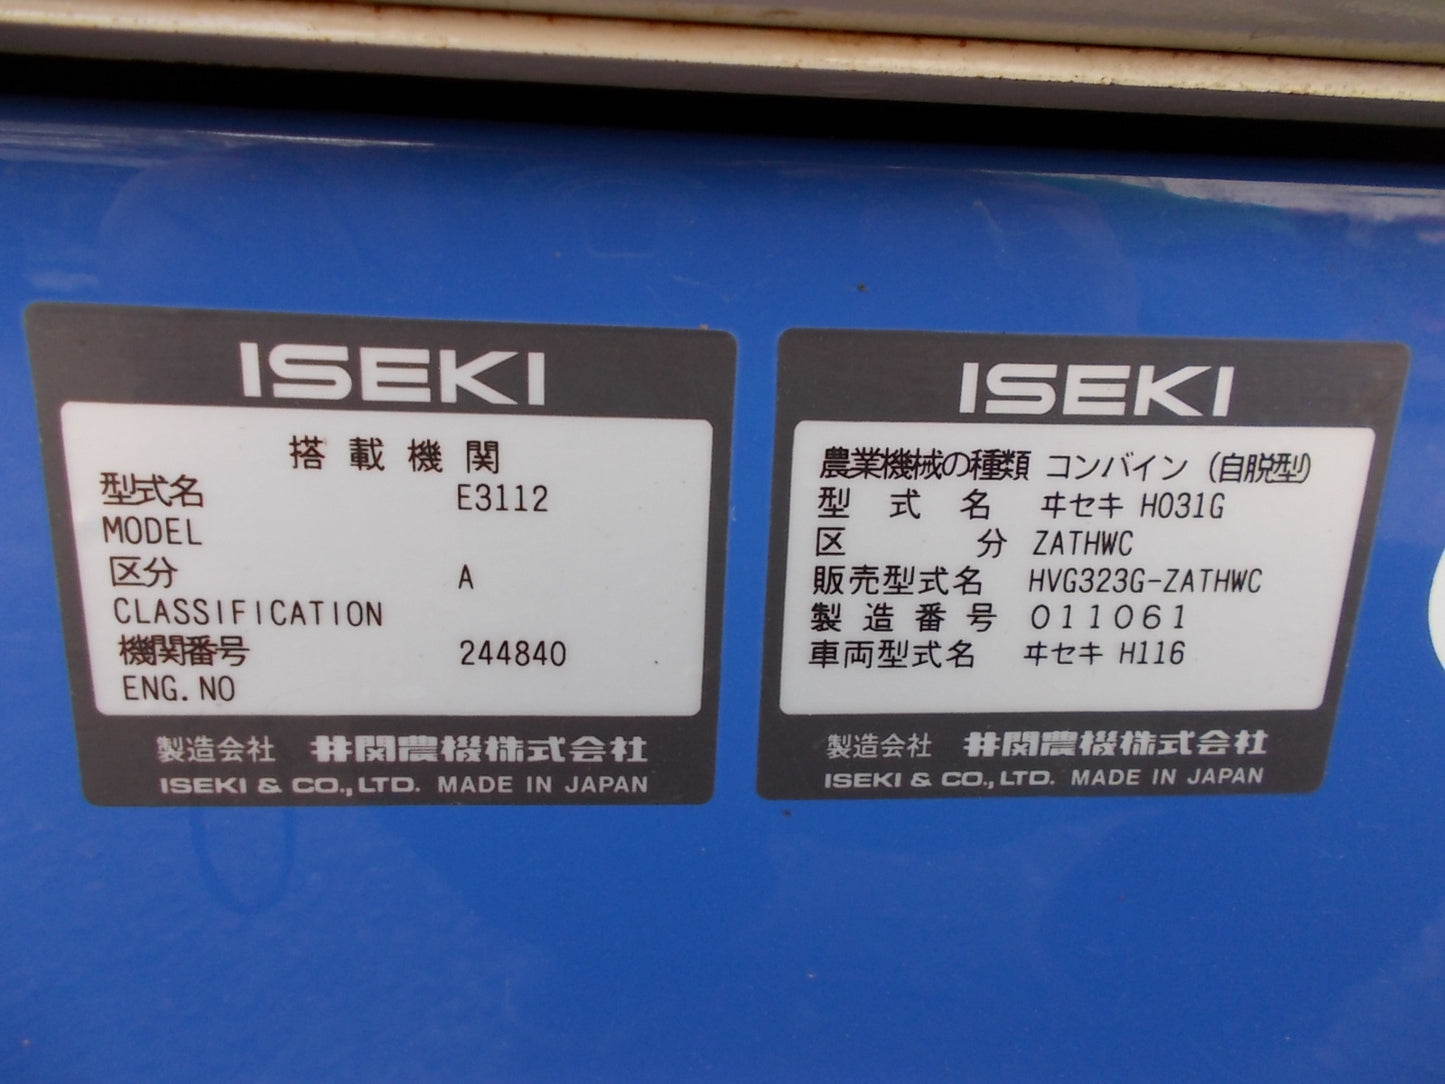 ISEKI
搭載機関
型式名 E3112
MODEL
区分 A
CLASSIFICATION
機関番号 244840
ENG. NO
製造会社 井関農機株式会社
ISEKI & CO., LTD. MADE IN JAPAN
ISEKI
農業機械の種類 コンバイン (自脱型)
型式名 ヰセキ HO31G
区分 ZATHWC
販売型式名 HVG323G-ZATHWC
製造番号 011061
車両型式名 ヰセキ H116
製造会社 井関農機株式会社
ISEKI & CO., LTD. MADE IN JAPAN